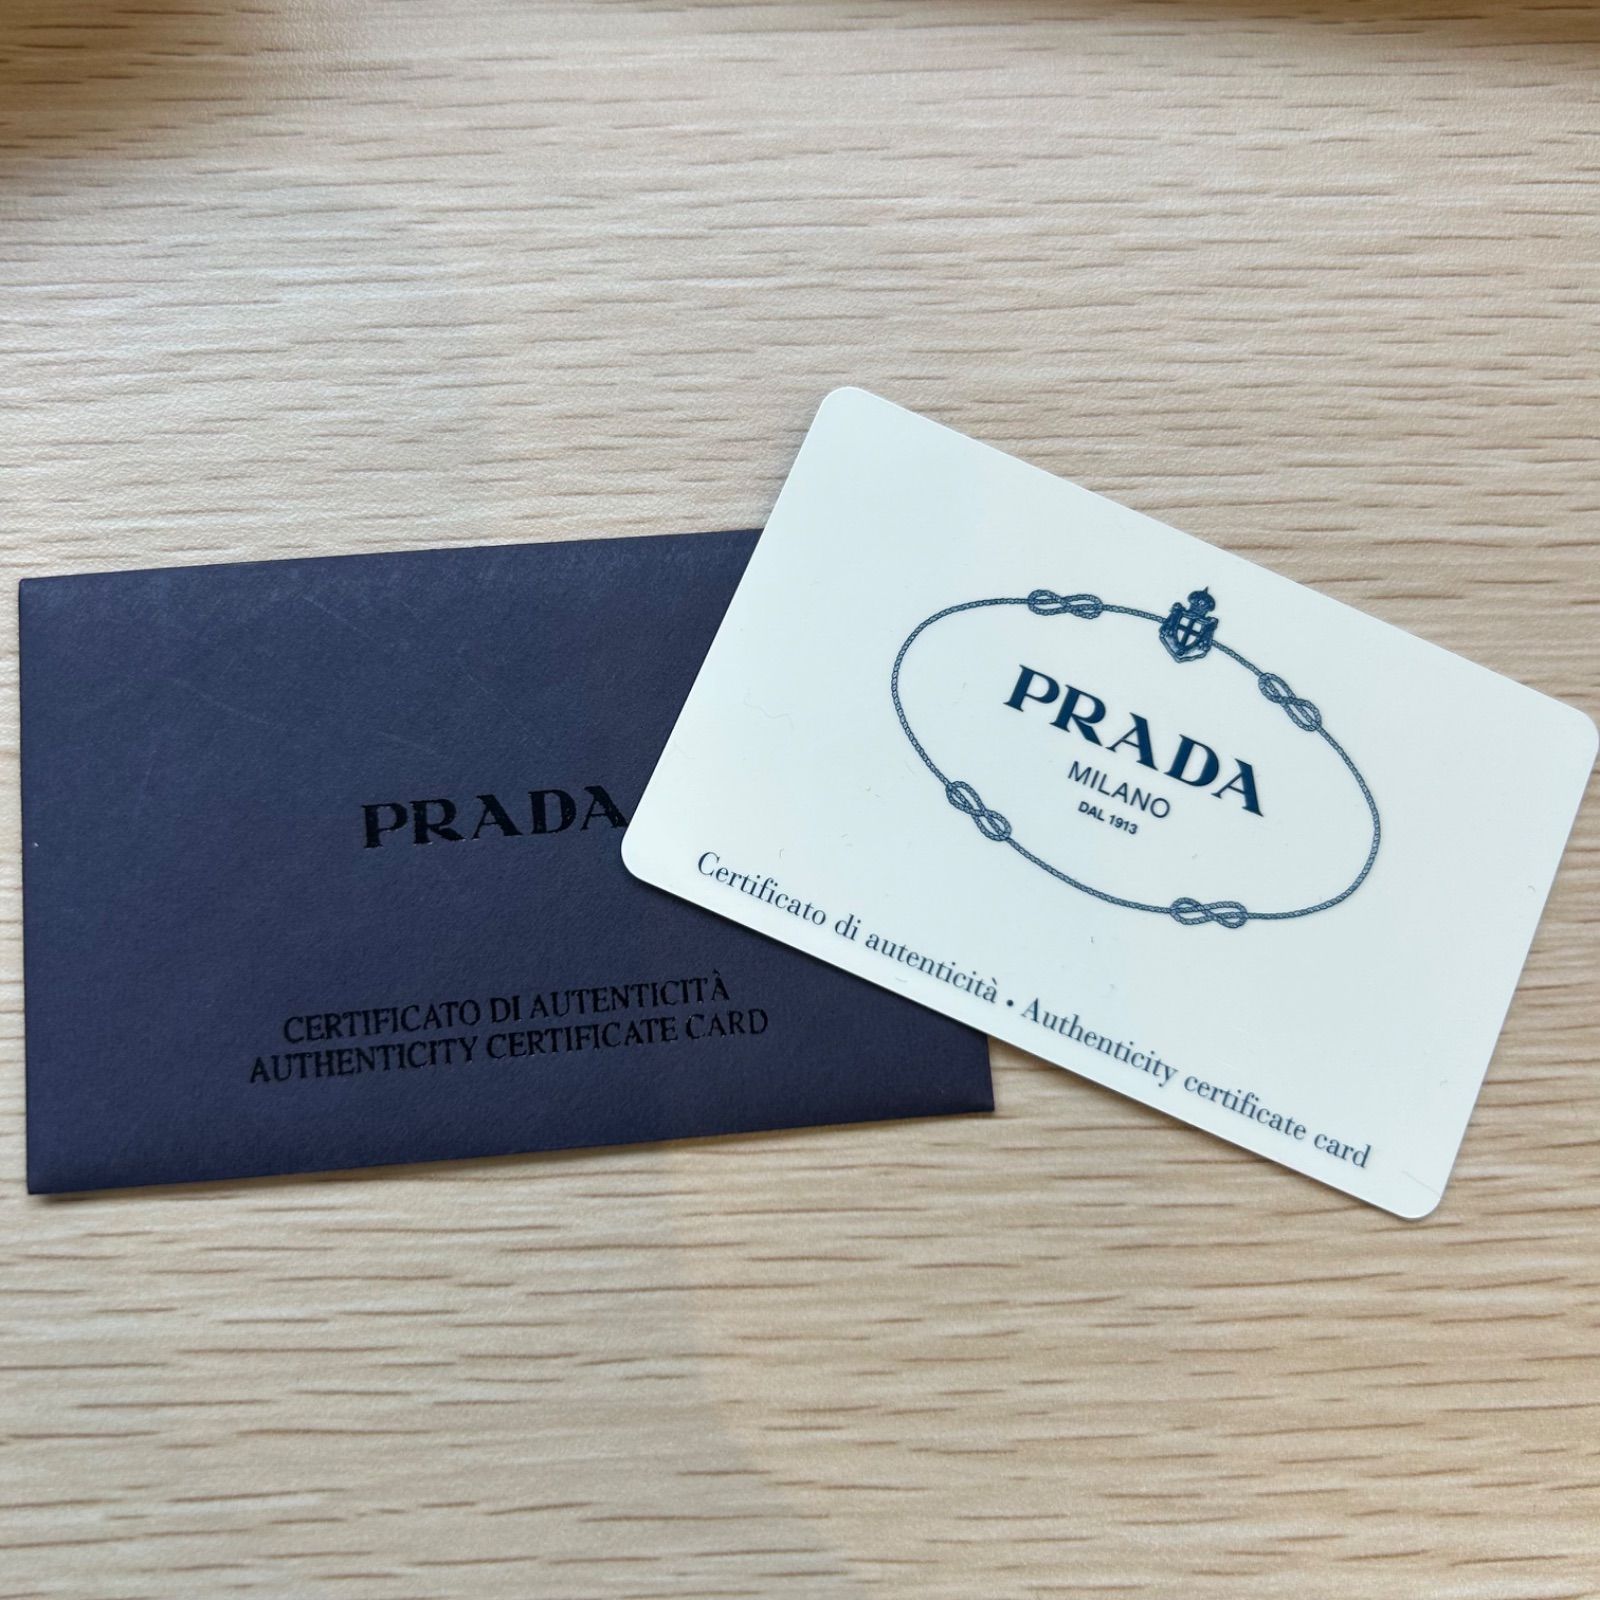 PRADA
CERTIFICATO DI AUTENTICITÀ
AUTHENTICITY CERTIFICATE CARD
PRADA
MILANO
DAL 1913
Certificato di autenticità • Authenticity certificate card